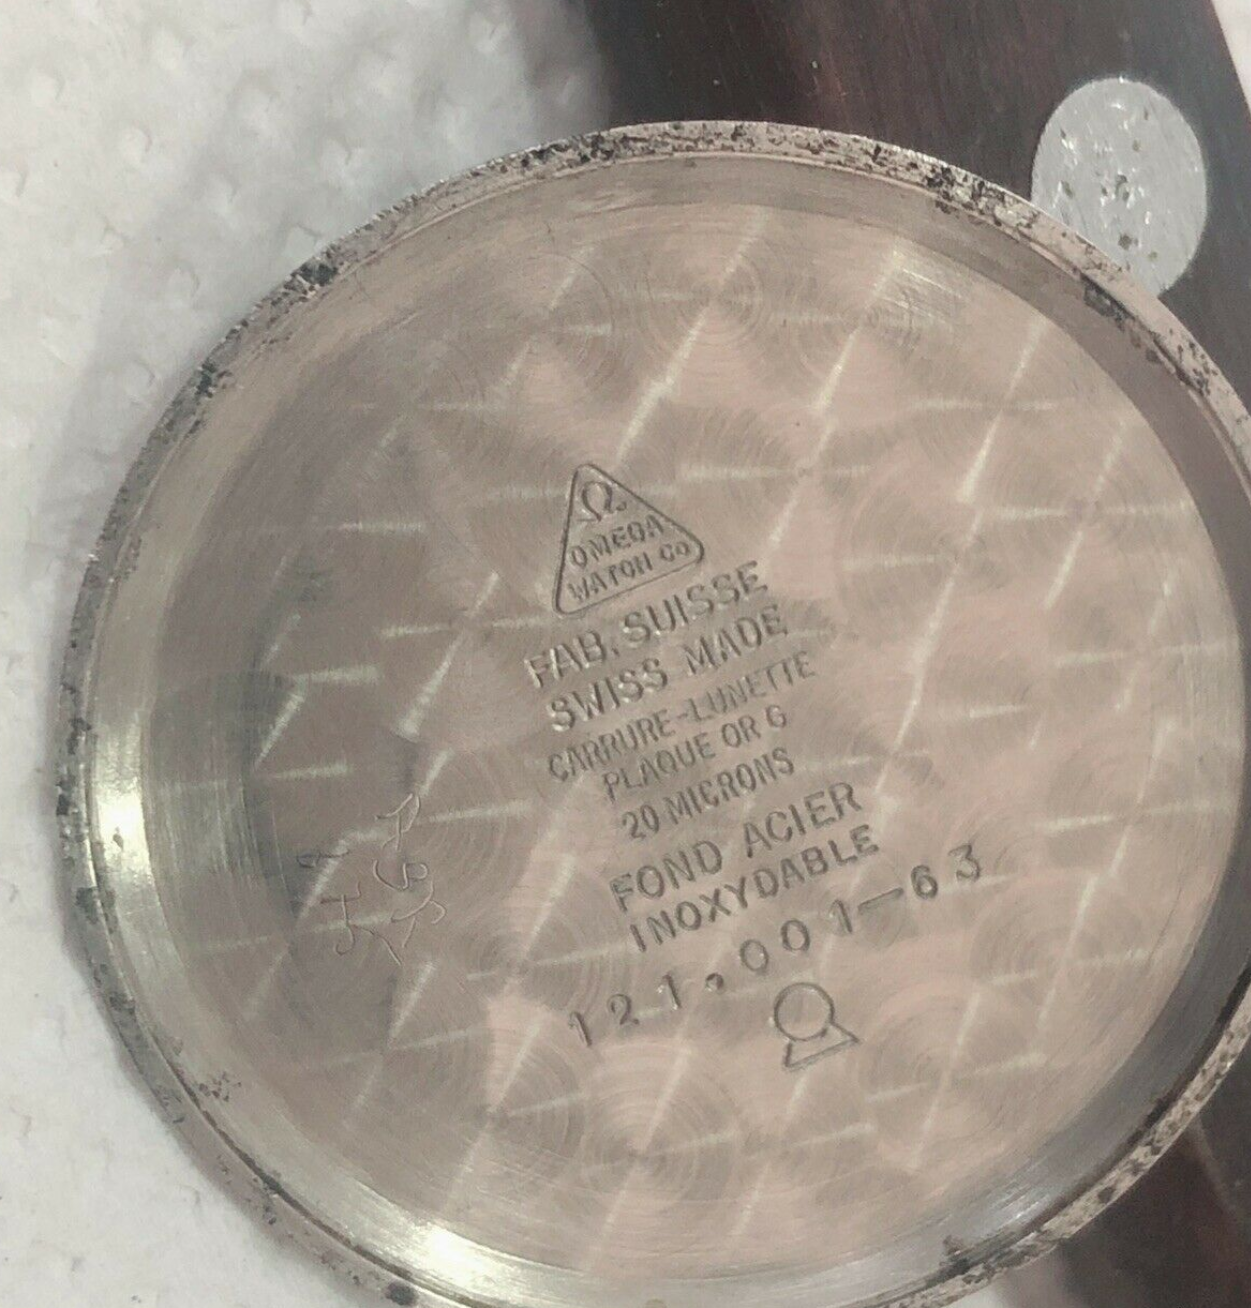 Ω
OMEGA
WATCH Co
FAB. SUISSE
SWISS MADE
CARRURE-LUNETTE
PLAQUE OR G
20 MICRONS
FOND ACIER
INOXYDABLE
121.001-63